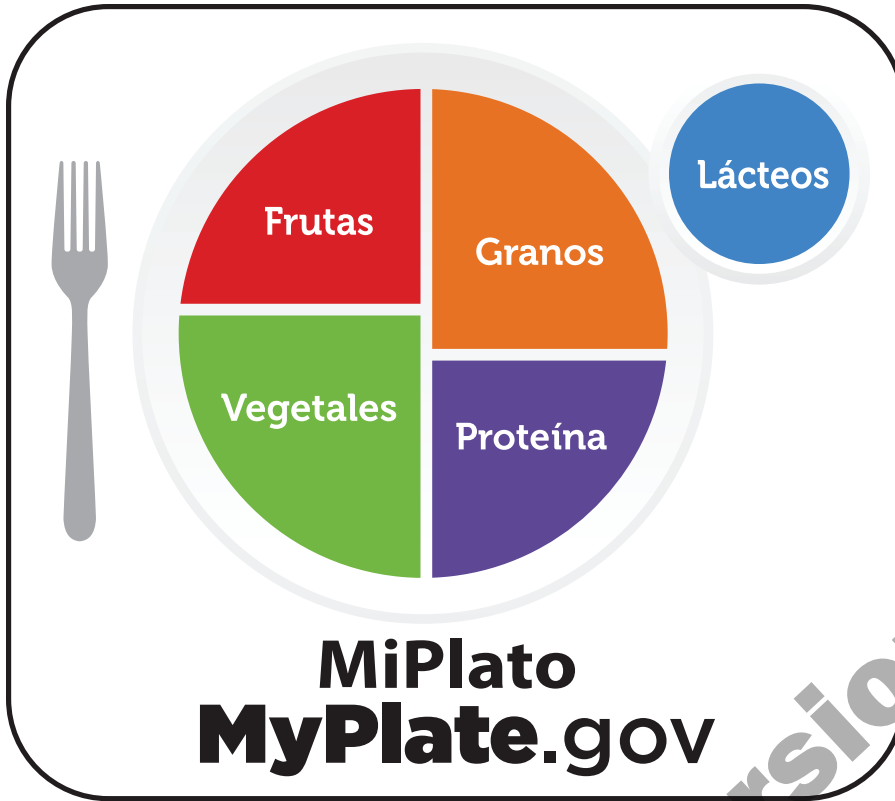 Frutas
Granos
Lácteos
Vegetales
Proteína
MiPlato
MyPlate.gov